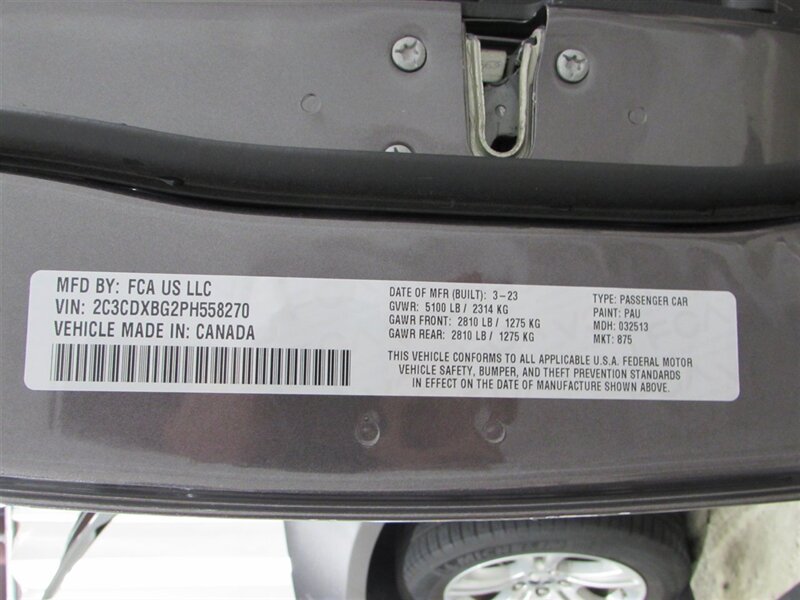 MFD BY: FCA US LLC
VIN: 2C3CDXBG2PH558270
VEHICLE MADE IN: CANADA
DATE OF MFR (BUILT): 3-23
GVWR: 5100 LB / 2314 KG
GAWR FRONT: 2810 LB / 1275 KG
GAWR REAR: 2810 LB / 1275 KG
TYPE: PASSENGER CAR
PAINT: PAU
MDH: 032513
MKT: 875
THIS VEHICLE CONFORMS TO ALL APPLICABLE U.S.A. FEDERAL MOTOR
VEHICLE SAFETY, BUMPER, AND THEFT PREVENTION STANDARDS
IN EFFECT ON THE DATE OF MANUFACTURE SHOWN ABOVE.
MICHELIN